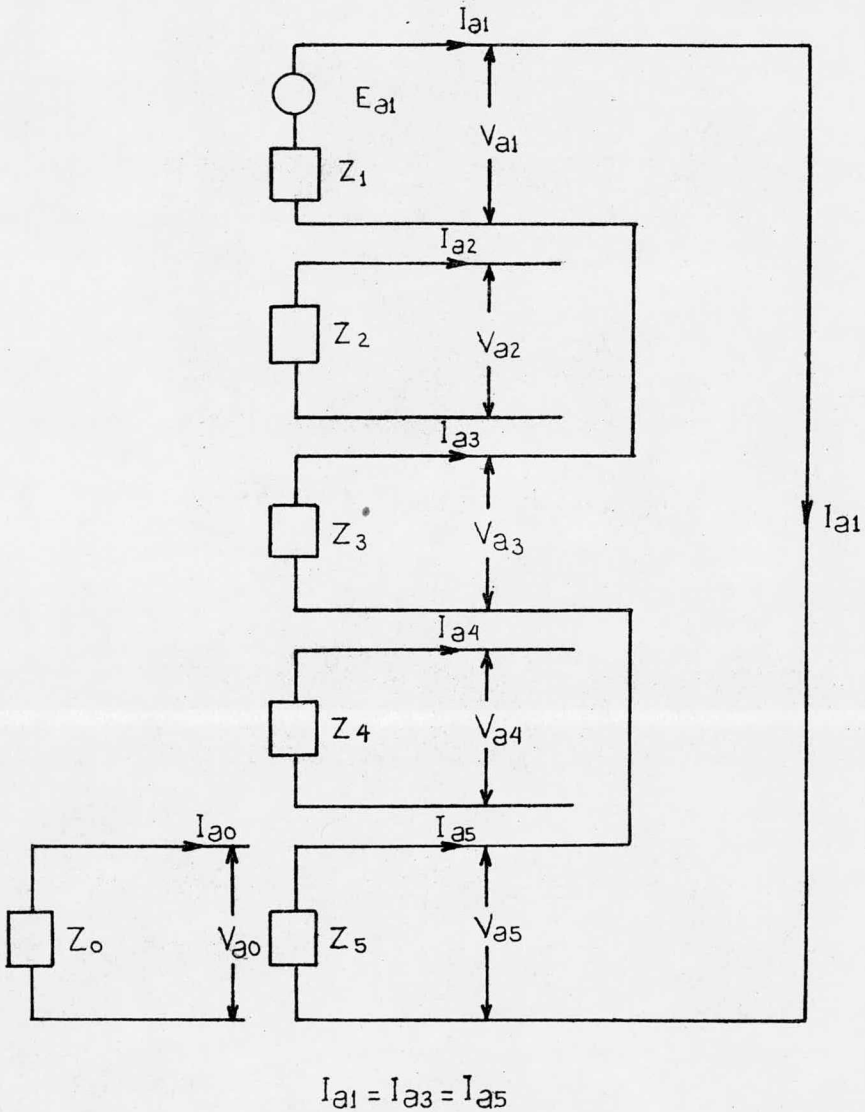 Ia1
Ea1
Va1
Z1
Ia2
Z2
Va2
Ia3
Z3
Va3
Ia1
Ia4
Z4
Va4
Ia0
Ia5
Z0
Va0
Z5
Va5
Ia1 = Ia3 = Ia5